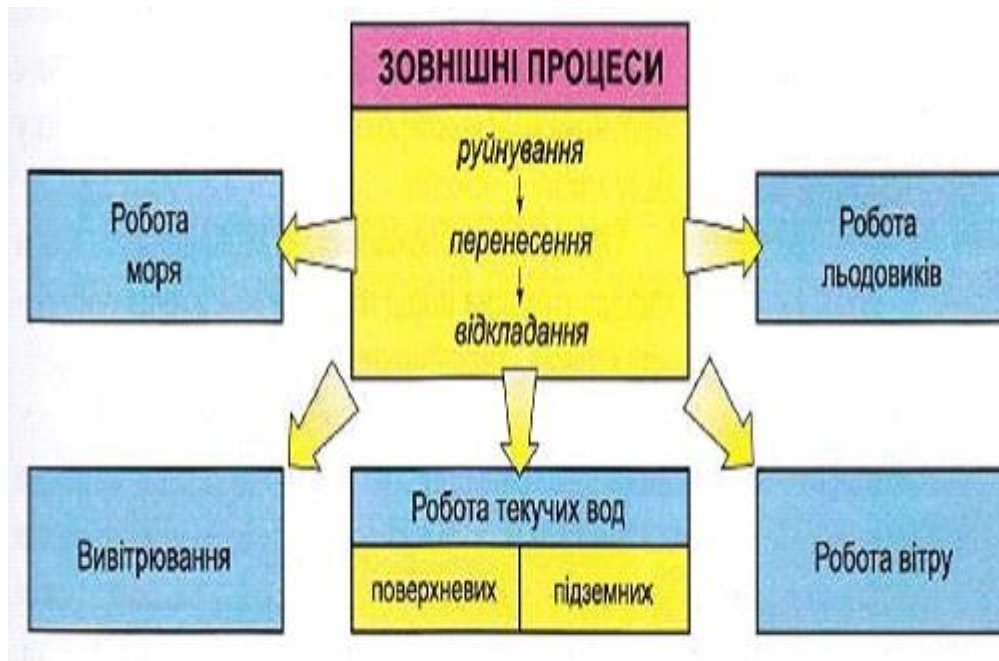 ЗОВНІШНІ ПРОЦЕСИ
руйнування
перенесення
відкладання
Робота
моря
Робота
льодовиків
Вивітрювання
Робота текучих вод
поверхневих
підземних
Робота вітру